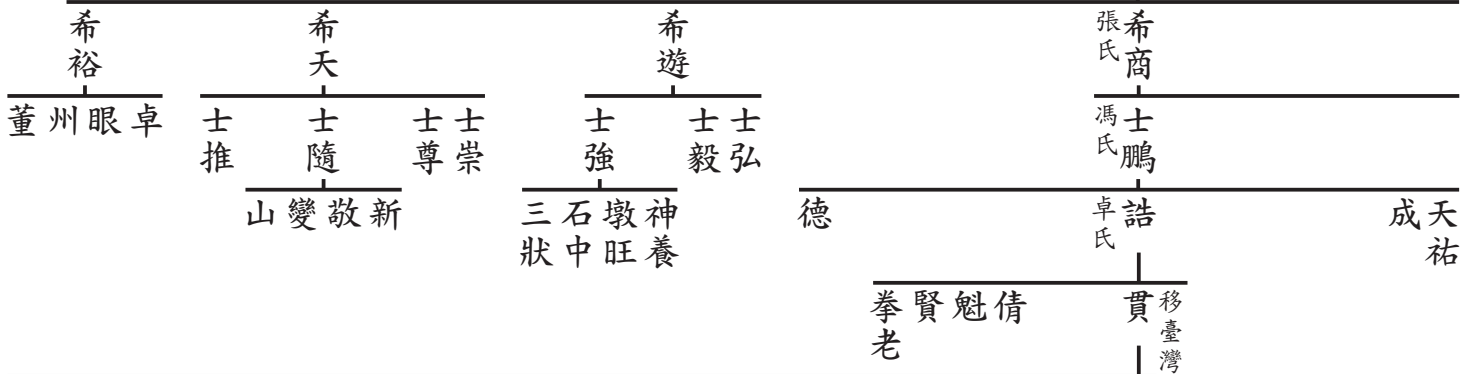 希商
張氏
希遊
希天
希裕
士鵬
馮氏
士弘
士毅
士強
士崇
士尊
士隨
士推
卓
眼
州
董
天祐
成
誥
卓氏
德
神養
墩旺
石中
三狀
新
敬
變
山
移臺灣
貫
倩
魁
賢
拳老